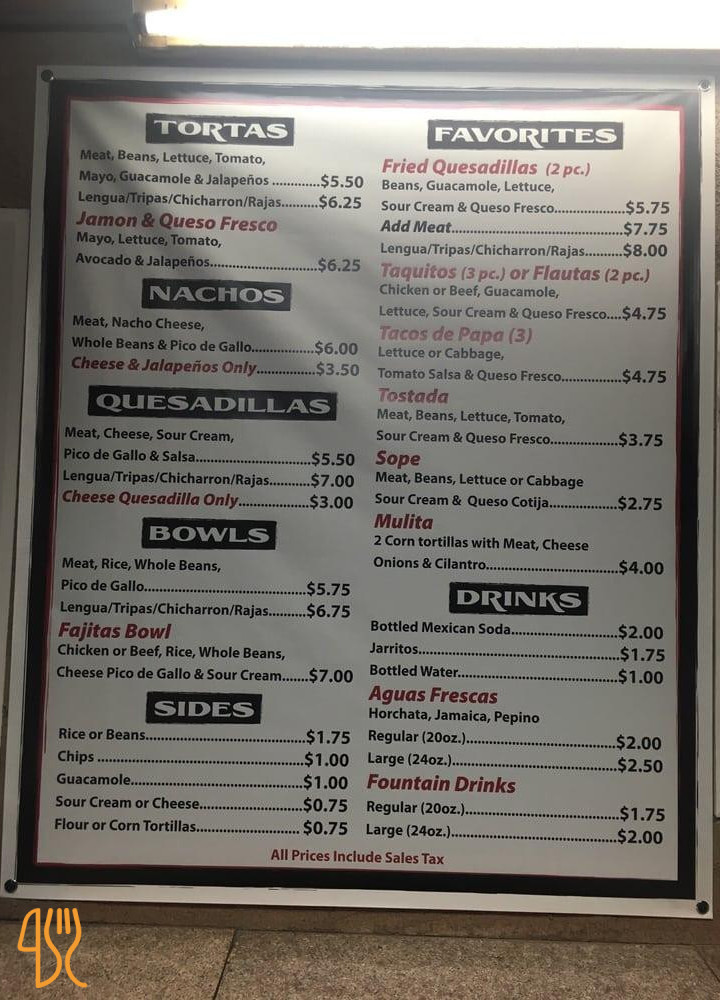 TORTAS
Meat, Beans, Lettuce, Tomato,
Mayo, Guacamole & Jalapeños ............$5.50
Lengua/Tripas/Chicharron/Rajas.........$6.25
Jamon & Queso Fresco
Mayo, Lettuce, Tomato,
Avocado & Jalapeños...........................$6.25
NACHOS
Meat, Nacho Cheese,
Whole Beans & Pico de Gallo................$6.00
Cheese & Jalapeños Only...............$3.50
QUESADILLAS
Meat, Cheese, Sour Cream,
Pico de Gallo & Salsa.............................$5.50
Lengua/Tripas/Chicharron/Rajas..........$7.00
Cheese Quesadilla Only..................$3.00
BOWLS
Meat, Rice, Whole Beans,
Pico de Gallo.........................................$5.75
Lengua/Tripas/Chicharron/Rajas.........$6.75
Fajitas Bowl
Chicken or Beef, Rice, Whole Beans,
Cheese Pico de Gallo & Sour Cream.......$7.00
SIDES
Rice or Beans........................................$1.75
Chips ....................................................$1.00
Guacamole...........................................$1.00
Sour Cream or Cheese..........................$0.75
Flour or Corn Tortillas.......................... $0.75
FAVORITES
Fried Quesadillas (2 pc.)
Beans, Guacamole, Lettuce,
Sour Cream & Queso Fresco..................$5.75
Add Meat...........................................$7.75
Lengua/Tripas/Chicharron/Rajas..........$8.00
Taquitos (3 pc.) or Flautas (2 pc.)
Chicken or Beef, Guacamole,
Lettuce, Sour Cream & Queso Fresco....$4.75
Tacos de Papa (3)
Lettuce or Cabbage,
Tomato Salsa & Queso Fresco...............$4.75
Tostada
Meat, Beans, Lettuce, Tomato,
Sour Cream & Queso Fresco.................$3.75
Sope
Meat, Beans, Lettuce or Cabbage
Sour Cream & Queso Cotija.................$2.75
Mulita
2 Corn tortillas with Meat, Cheese
Onions & Cilantro.................................$4.00
DRINKS
Bottled Mexican Soda...........................$2.00
Jarritos..................................................$1.75
Bottled Water........................................$1.00
Aguas Frescas
Horchata, Jamaica, Pepino
Regular (20oz.)......................................$2.00
Large (24oz.).........................................$2.50
Fountain Drinks
Regular (20oz.)......................................$1.75
Large (24oz.).........................................$2.00
All Prices Include Sales Tax